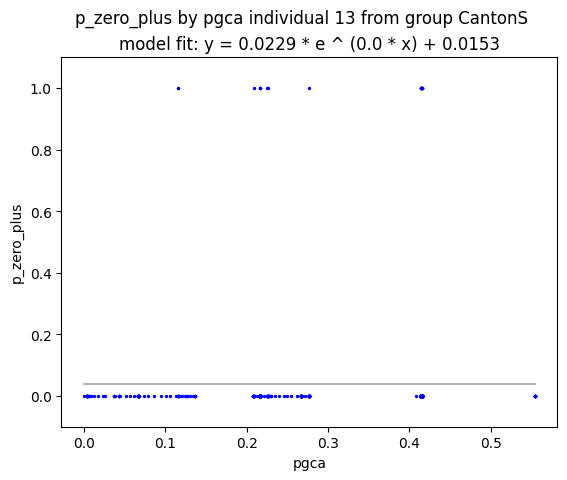 p_zero_plus by pgca individual 13 from group CantonS
model fit: y = 0.0229 * e ^ (0.0 * x) + 0.0153
1.0
0.8
0.6
0.4
0.2
0.0
p_zero_plus
0.0 0.1 0.2 0.3 0.4 0.5
pgca